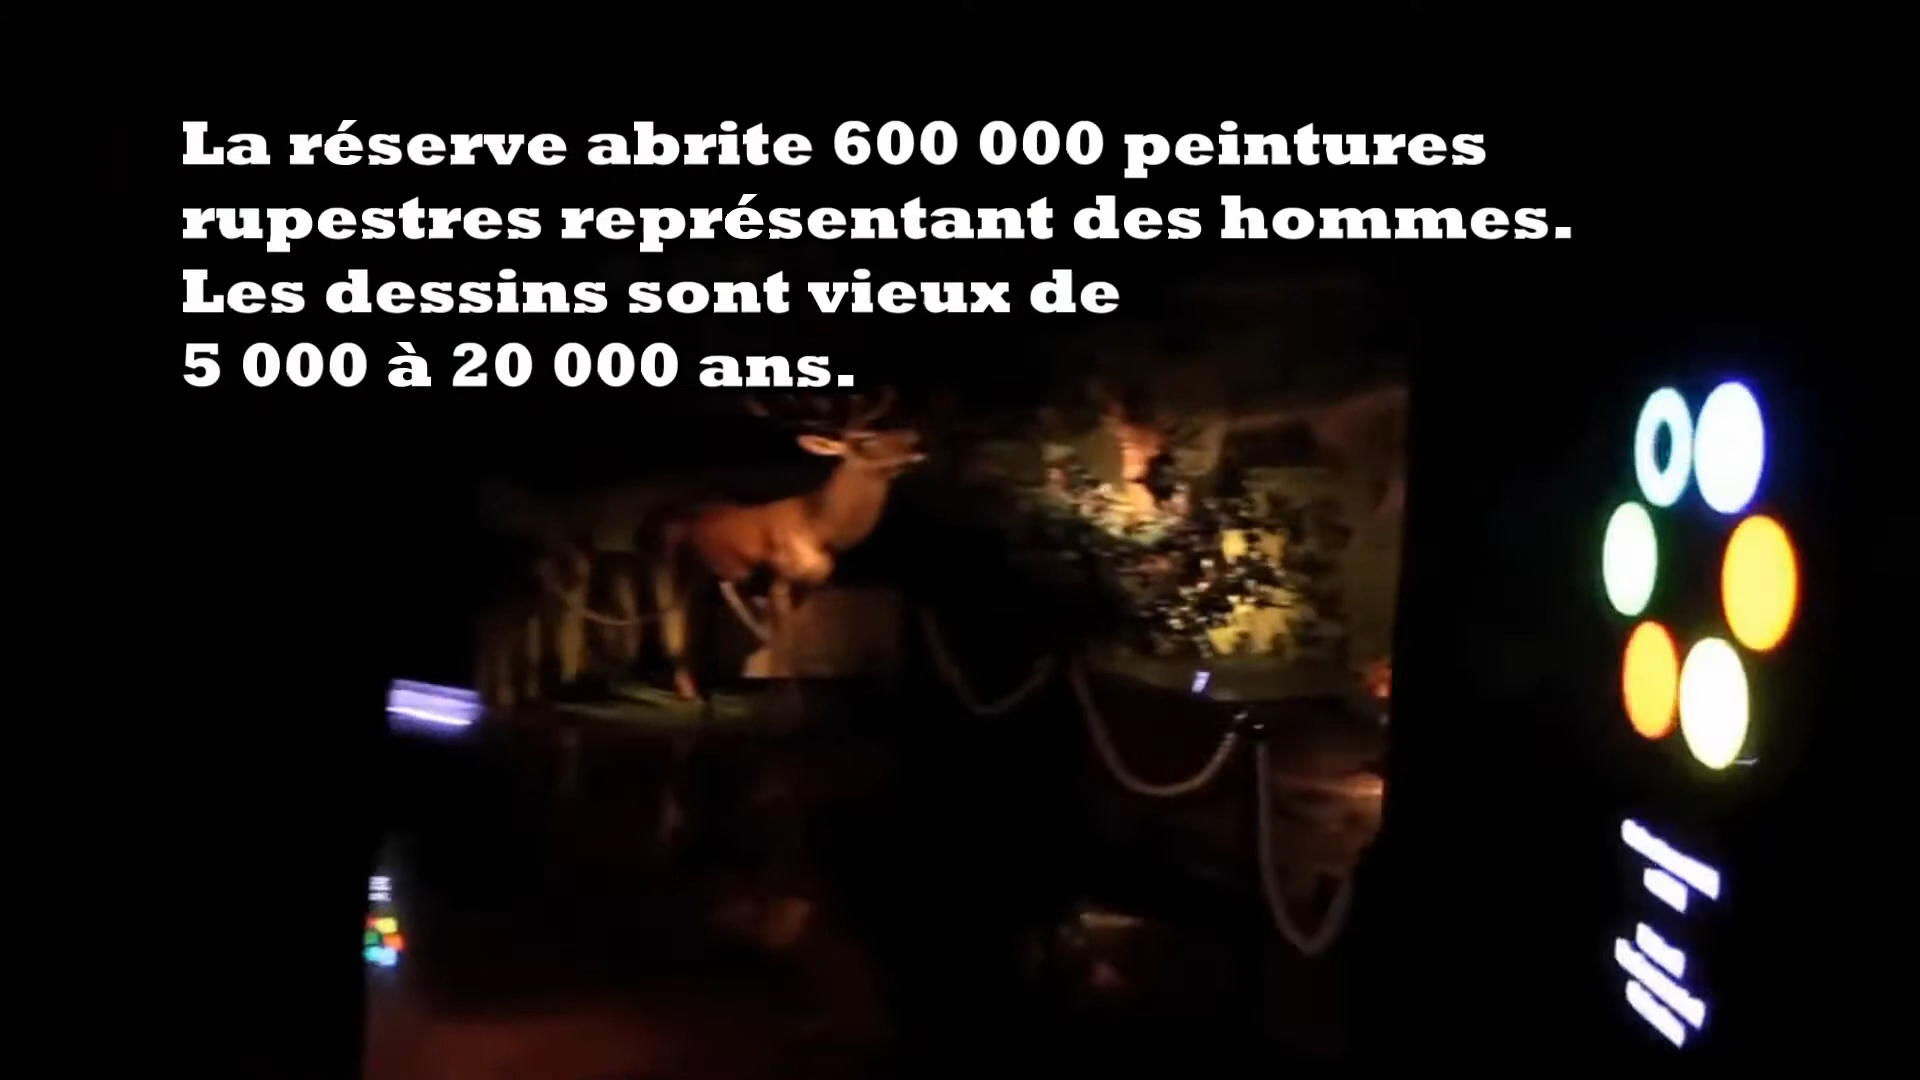 La réserve abrite 600 000 peintures
rupestres représentant des hommes.
Les dessins sont vieux de
5 000 à 20 000 ans.